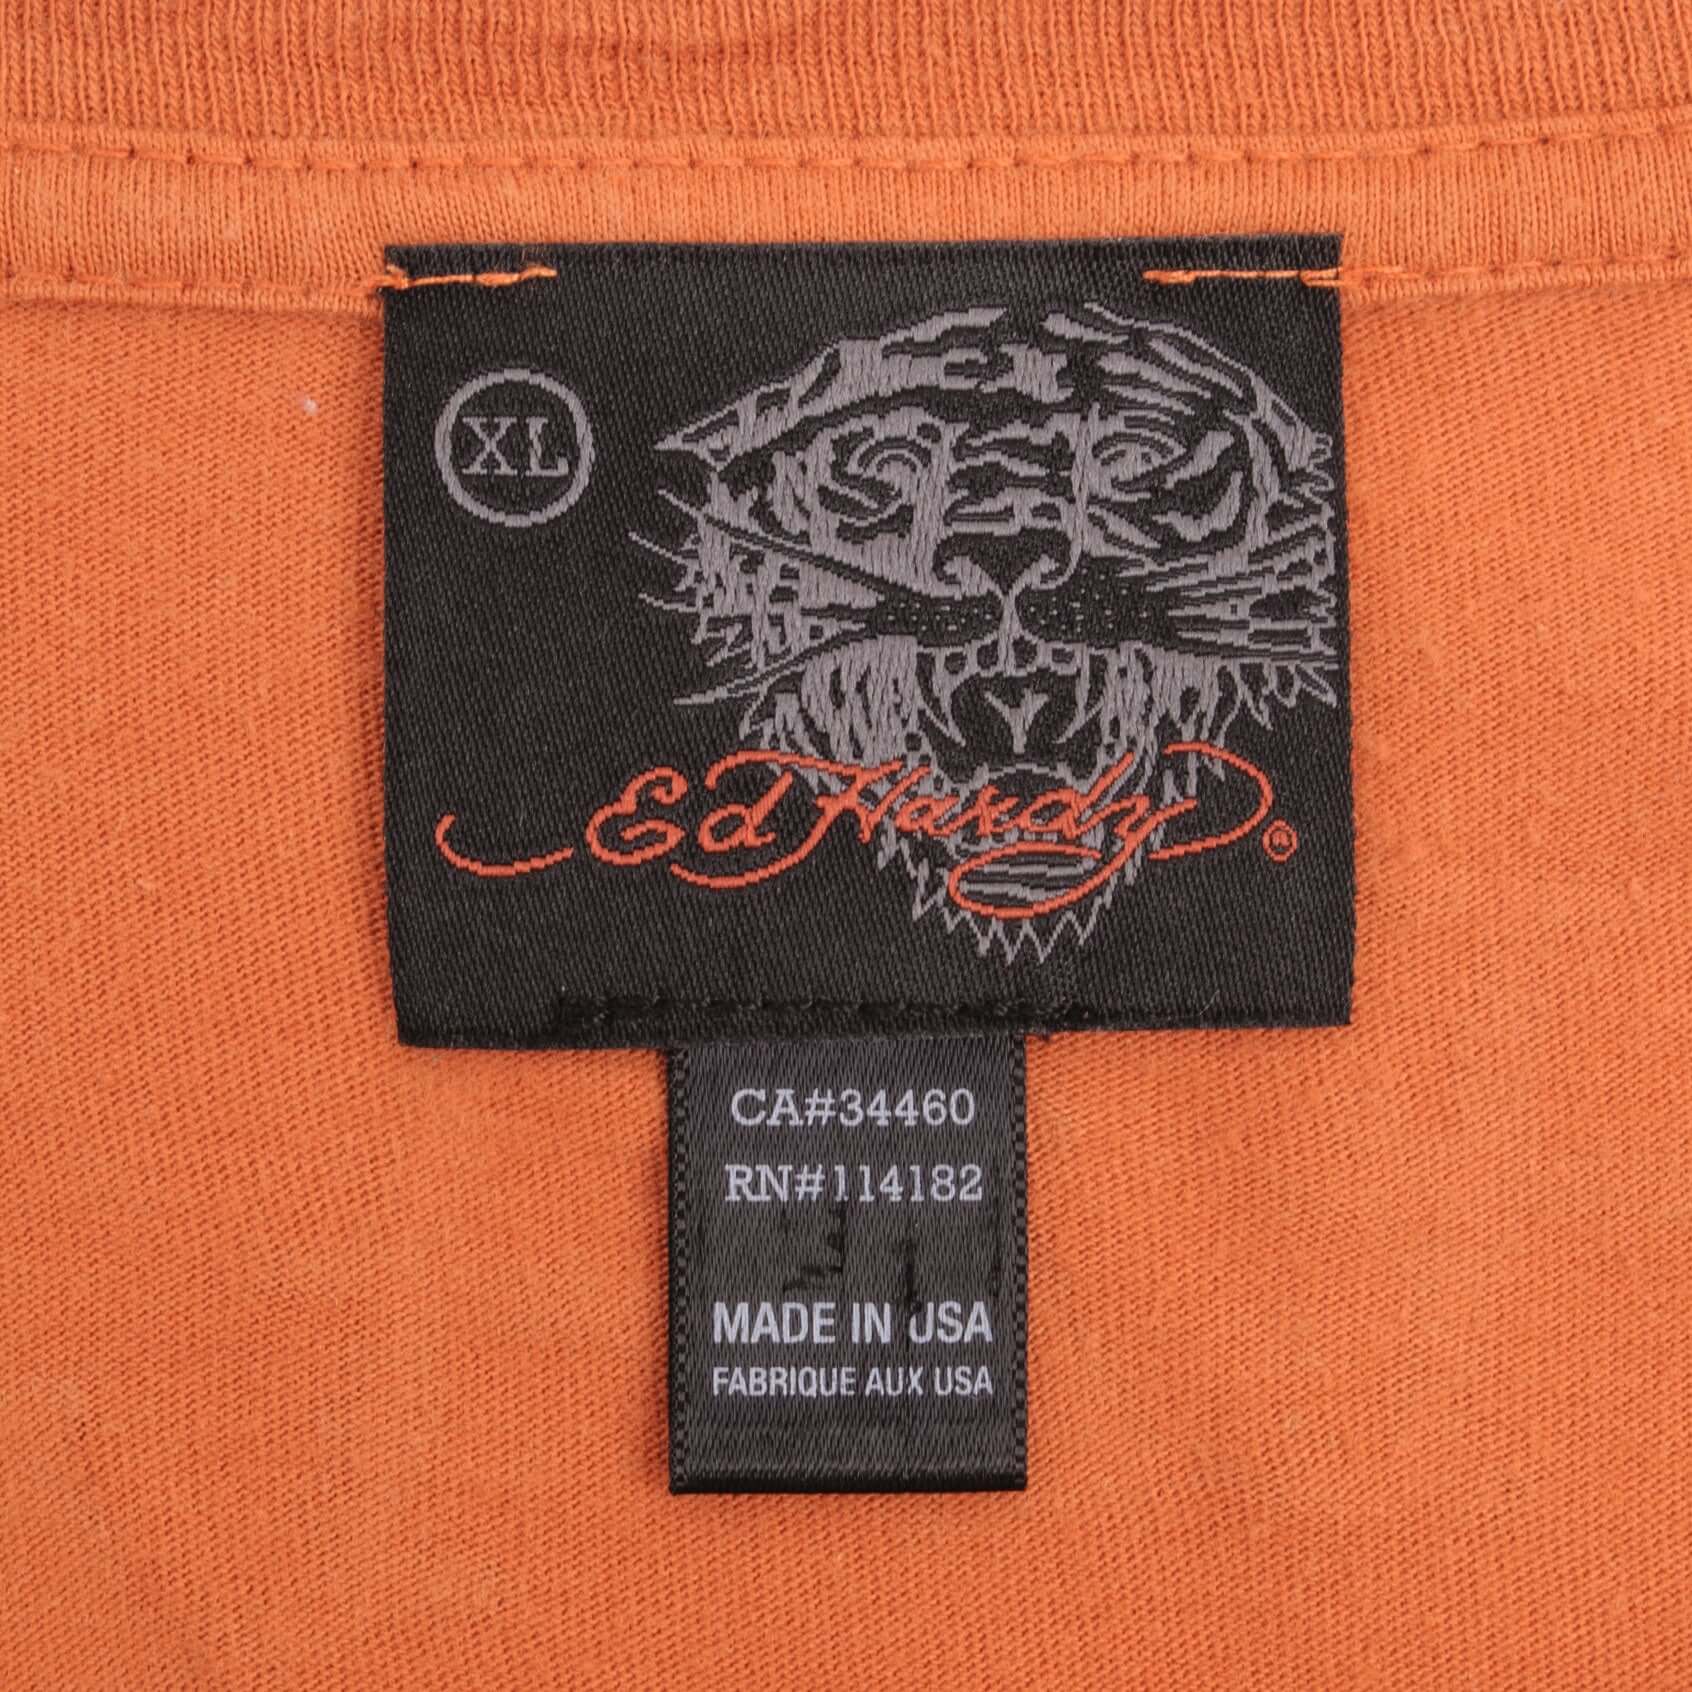 XL
Ed Hardy®
CA#34460
RN#114182
MADE IN USA
FABRIQUE AUX USA